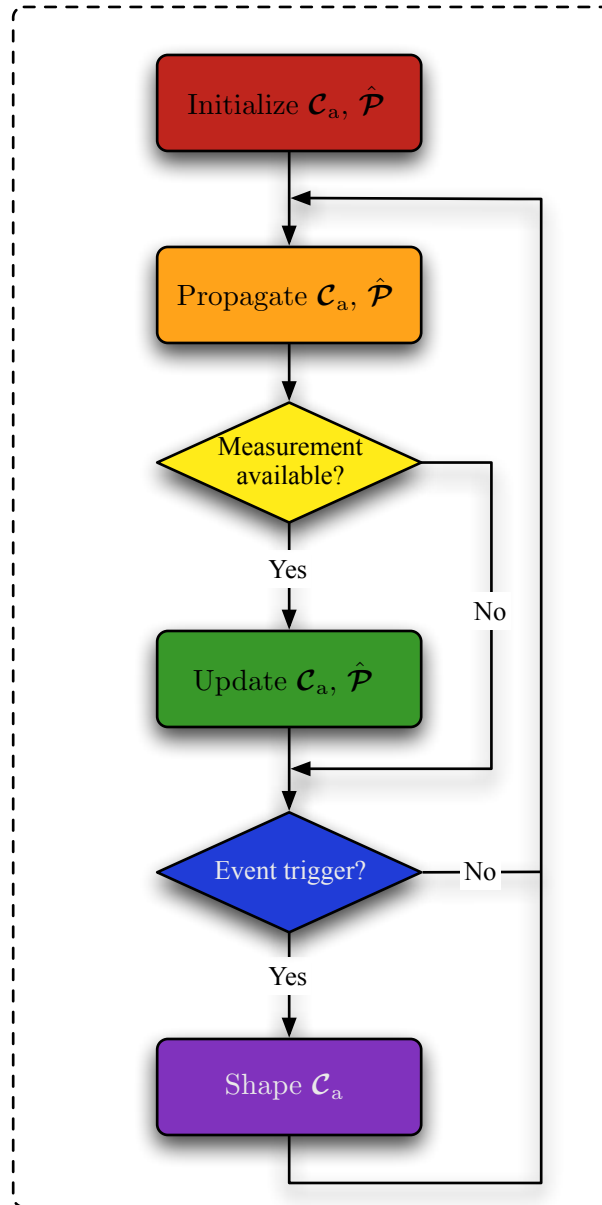 Initialize 𝓒ₐ, 𝓟̂
Propagate 𝓒ₐ, 𝓟̂
Measurement
available?
Yes
No
Update 𝓒ₐ, 𝓟̂
Event trigger?
No
Yes
Shape 𝓒ₐ